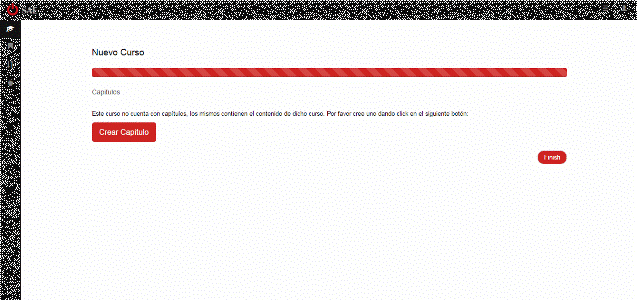 Nuevo Curso
Capítulos
Este curso no cuenta con capítulos, los mismos contienen el contenido de dicho curso. Por favor cree uno dando click en el siguiente botón:
Crear Capítulo
Finish